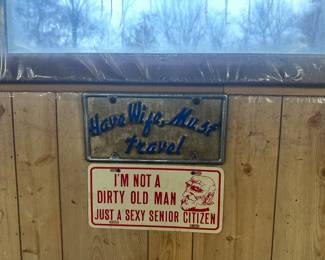 Have Wife, Must
travel
I'M NOT A
DIRTY OLD MAN
JUST A SEXY SENIOR CITIZEN